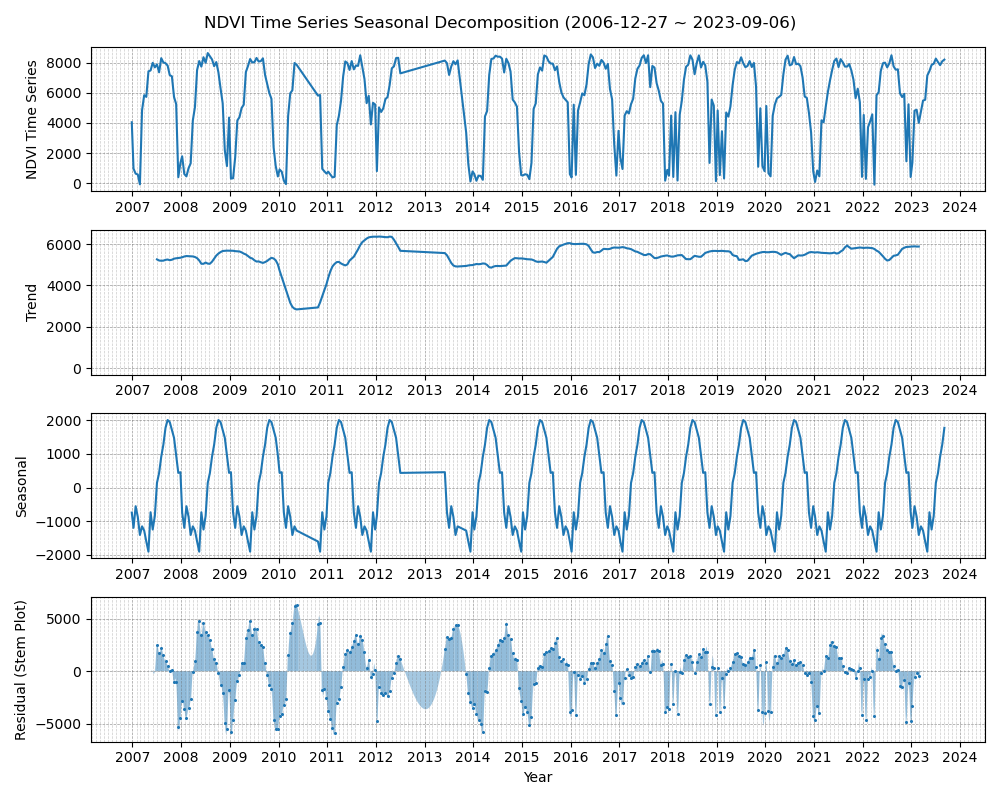 NDVI Time Series Seasonal Decomposition (2006-12-27 ~ 2023-09-06)
NDVI Time Series
8000
6000
4000
2000
0
2007 2008 2009 2010 2011 2012 2013 2014 2015 2016 2017 2018 2019 2020 2021 2022 2023 2024
Trend
6000
4000
2000
0
2007 2008 2009 2010 2011 2012 2013 2014 2015 2016 2017 2018 2019 2020 2021 2022 2023 2024
Seasonal
2000
1000
0
−1000
−2000
2007 2008 2009 2010 2011 2012 2013 2014 2015 2016 2017 2018 2019 2020 2021 2022 2023 2024
Residual (Stem Plot)
5000
0
−5000
2007 2008 2009 2010 2011 2012 2013 2014 2015 2016 2017 2018 2019 2020 2021 2022 2023 2024
Year